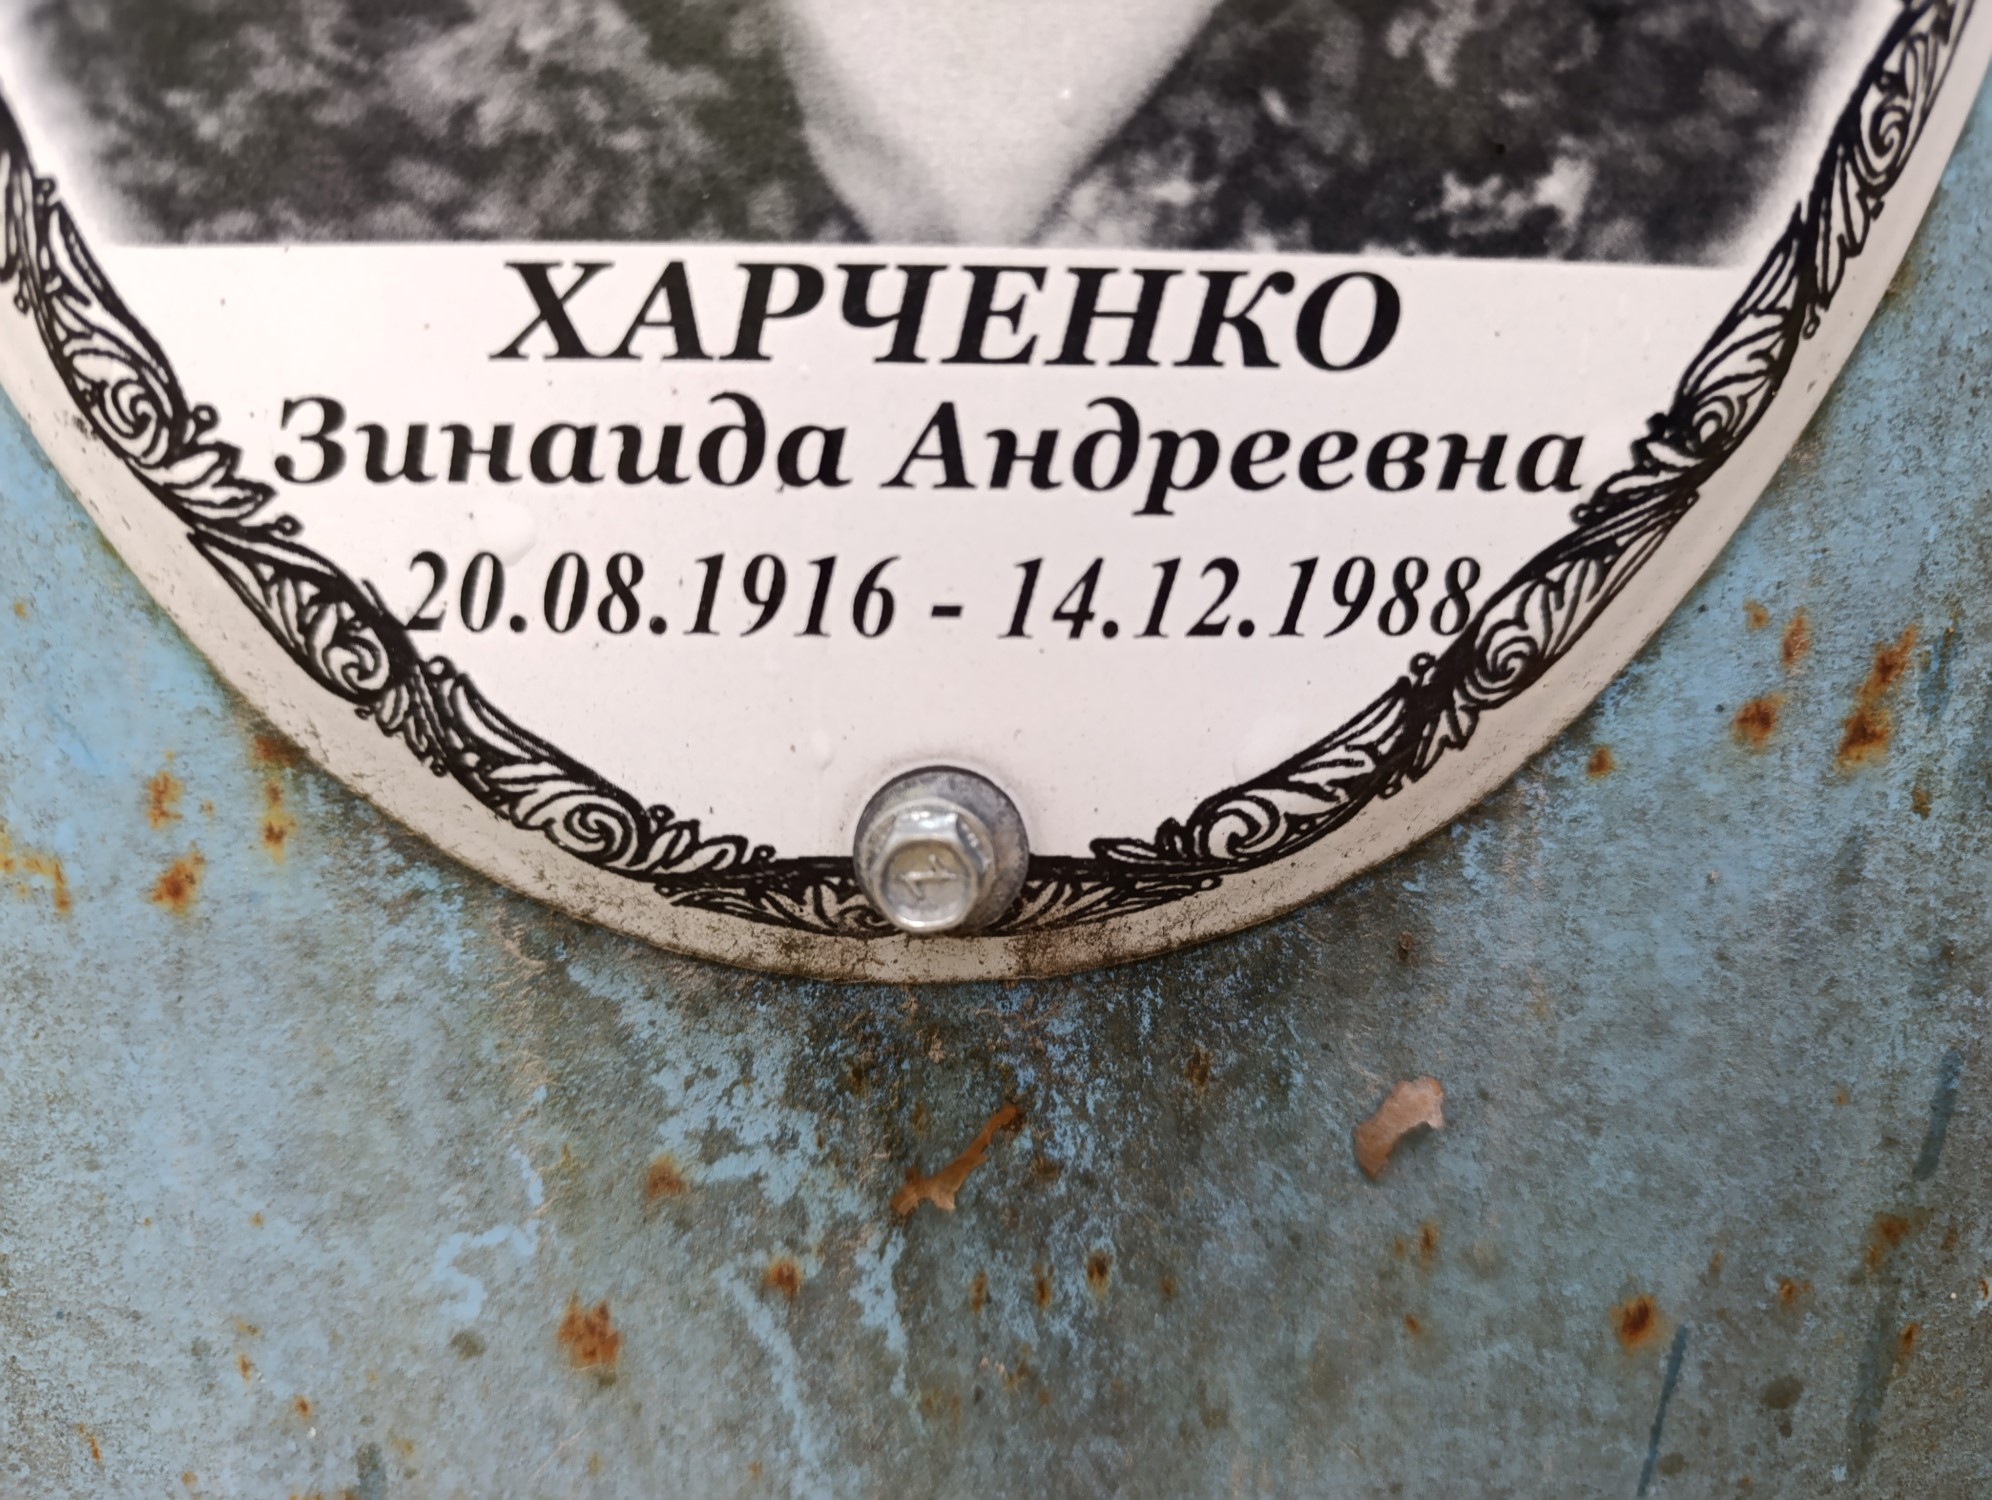 ХАРЧЕНКО
Зинаида Андреевна
20.08.1916 - 14.12.1988